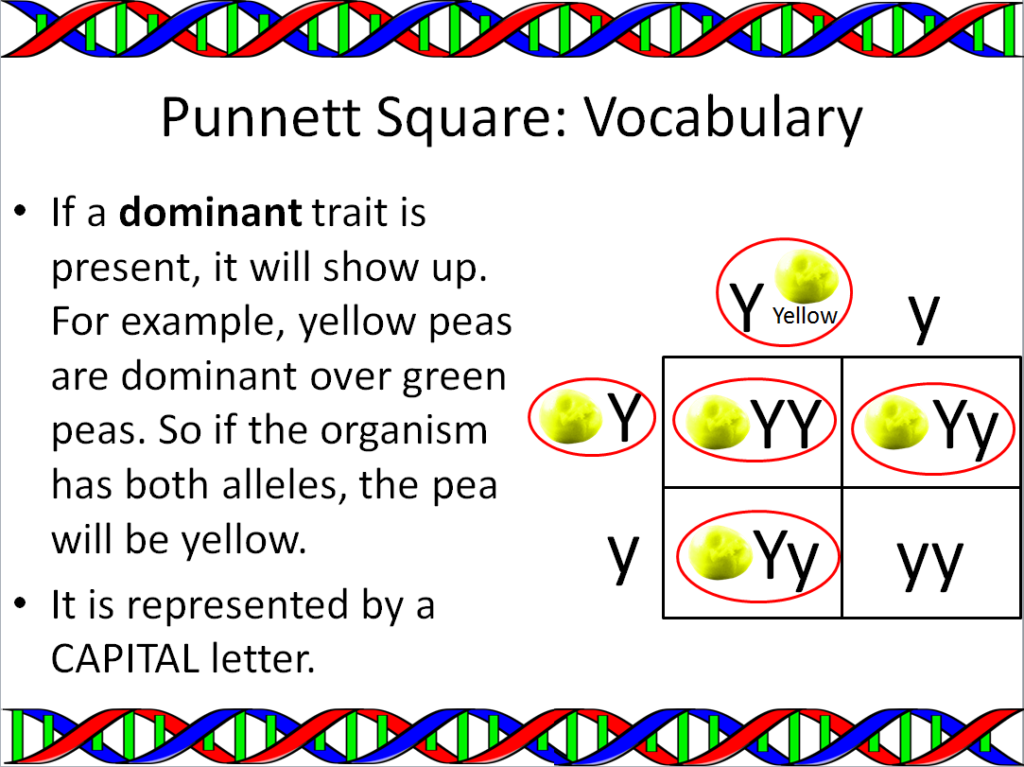 Punnett Square: Vocabulary
• If a dominant trait is
present, it will show up.
For example, yellow peas
are dominant over green
peas. So if the organism
has both alleles, the pea
will be yellow.
• It is represented by a
CAPITAL letter.
Y Yellow y
Y YY Yy
y Yy yy